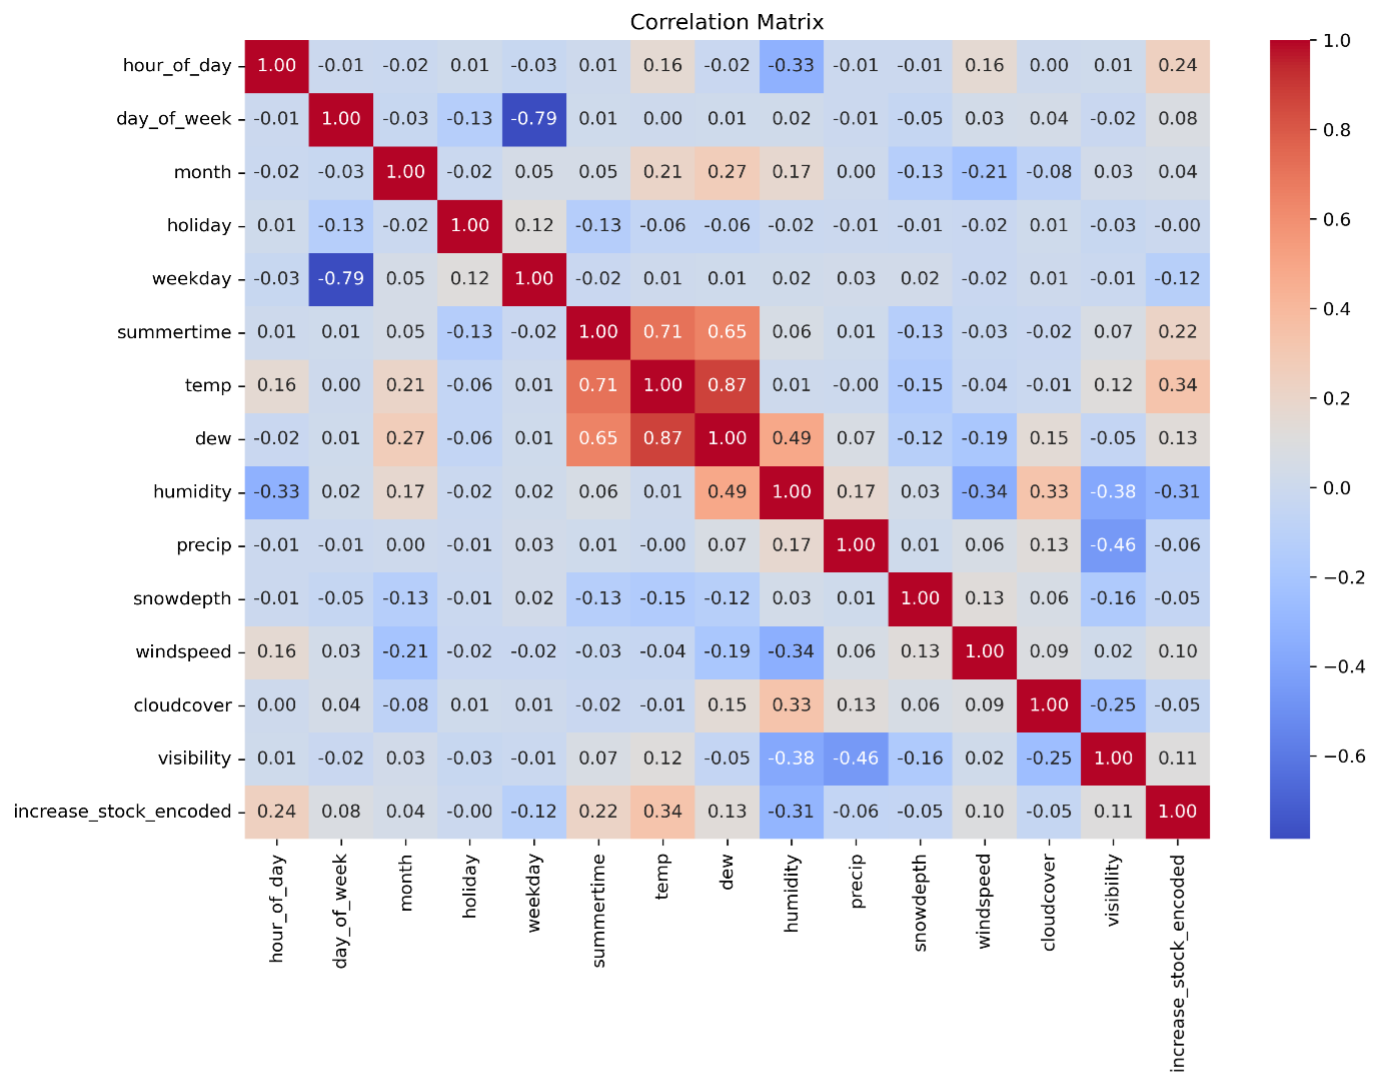 Correlation Matrix
hour_of_day 1.00 -0.01 -0.02 0.01 -0.03 0.01 0.16 -0.02 -0.33 -0.01 -0.01 0.16 0.00 0.01 0.24
day_of_week -0.01 1.00 -0.03 -0.13 -0.79 0.01 0.00 0.01 0.02 -0.01 -0.05 0.03 0.04 -0.02 0.08
month -0.02 -0.03 1.00 -0.02 0.05 0.05 0.21 0.27 0.17 0.00 -0.13 -0.21 -0.08 0.03 0.04
holiday 0.01 -0.13 -0.02 1.00 0.12 -0.13 -0.06 -0.06 -0.02 -0.01 -0.01 -0.02 0.01 -0.03 -0.00
weekday -0.03 -0.79 0.05 0.12 1.00 -0.02 0.01 0.01 0.02 0.03 0.02 -0.02 0.01 -0.01 -0.12
summertime 0.01 0.01 0.05 -0.13 -0.02 1.00 0.71 0.65 0.06 0.01 -0.13 -0.03 -0.02 0.07 0.22
temp 0.16 0.00 0.21 -0.06 0.01 0.71 1.00 0.87 0.01 -0.00 -0.15 -0.04 -0.01 0.12 0.34
dew -0.02 0.01 0.27 -0.06 0.01 0.65 0.87 1.00 0.49 0.07 -0.12 -0.19 0.15 -0.05 0.13
humidity -0.33 0.02 0.17 -0.02 0.02 0.06 0.01 0.49 1.00 0.17 0.03 -0.34 0.33 -0.38 -0.31
precip -0.01 -0.01 0.00 -0.01 0.03 0.01 -0.00 0.07 0.17 1.00 0.01 0.06 0.13 -0.46 -0.06
snowdepth -0.01 -0.05 -0.13 -0.01 0.02 -0.13 -0.15 -0.12 0.03 0.01 1.00 0.13 0.06 -0.16 -0.05
windspeed 0.16 0.03 -0.21 -0.02 -0.02 -0.03 -0.04 -0.19 -0.34 0.06 0.13 1.00 0.09 0.02 0.10
cloudcover 0.00 0.04 -0.08 0.01 0.01 -0.02 -0.01 0.15 0.33 0.13 0.06 0.09 1.00 -0.25 -0.05
visibility 0.01 -0.02 0.03 -0.03 -0.01 0.07 0.12 -0.05 -0.38 -0.46 -0.16 0.02 -0.25 1.00 0.11
increase_stock_encoded 0.24 0.08 0.04 -0.00 -0.12 0.22 0.34 0.13 -0.31 -0.06 -0.05 0.10 -0.05 0.11 1.00
hour_of_day
day_of_week
month
holiday
weekday
summertime
temp
dew
humidity
precip
snowdepth
windspeed
cloudcover
visibility
increase_stock_encoded
1.0
0.8
0.6
0.4
0.2
0.0
−0.2
−0.4
−0.6